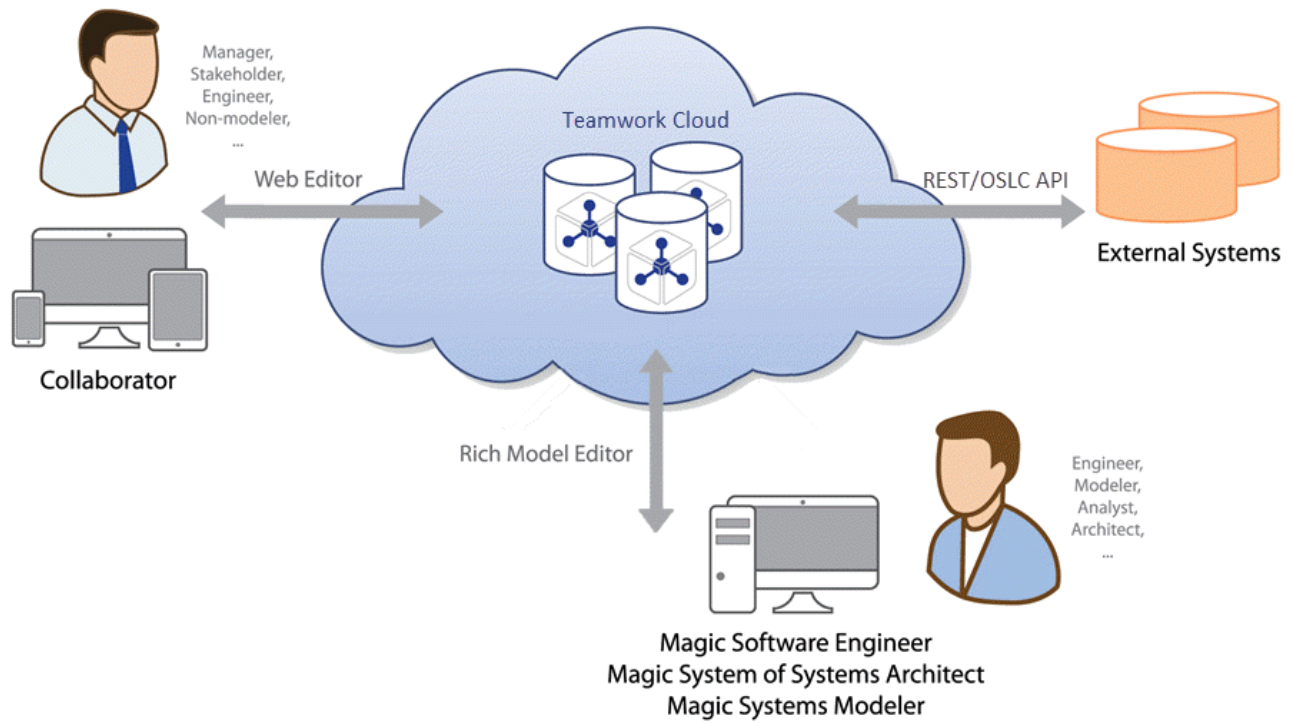 Manager,
Stakeholder,
Engineer,
Non-modeler,
...
Web Editor
Collaborator
Teamwork Cloud
REST/OSLC API
External Systems
Rich Model Editor
Engineer,
Modeler,
Analyst,
Architect,
...
Magic Software Engineer
Magic System of Systems Architect
Magic Systems Modeler